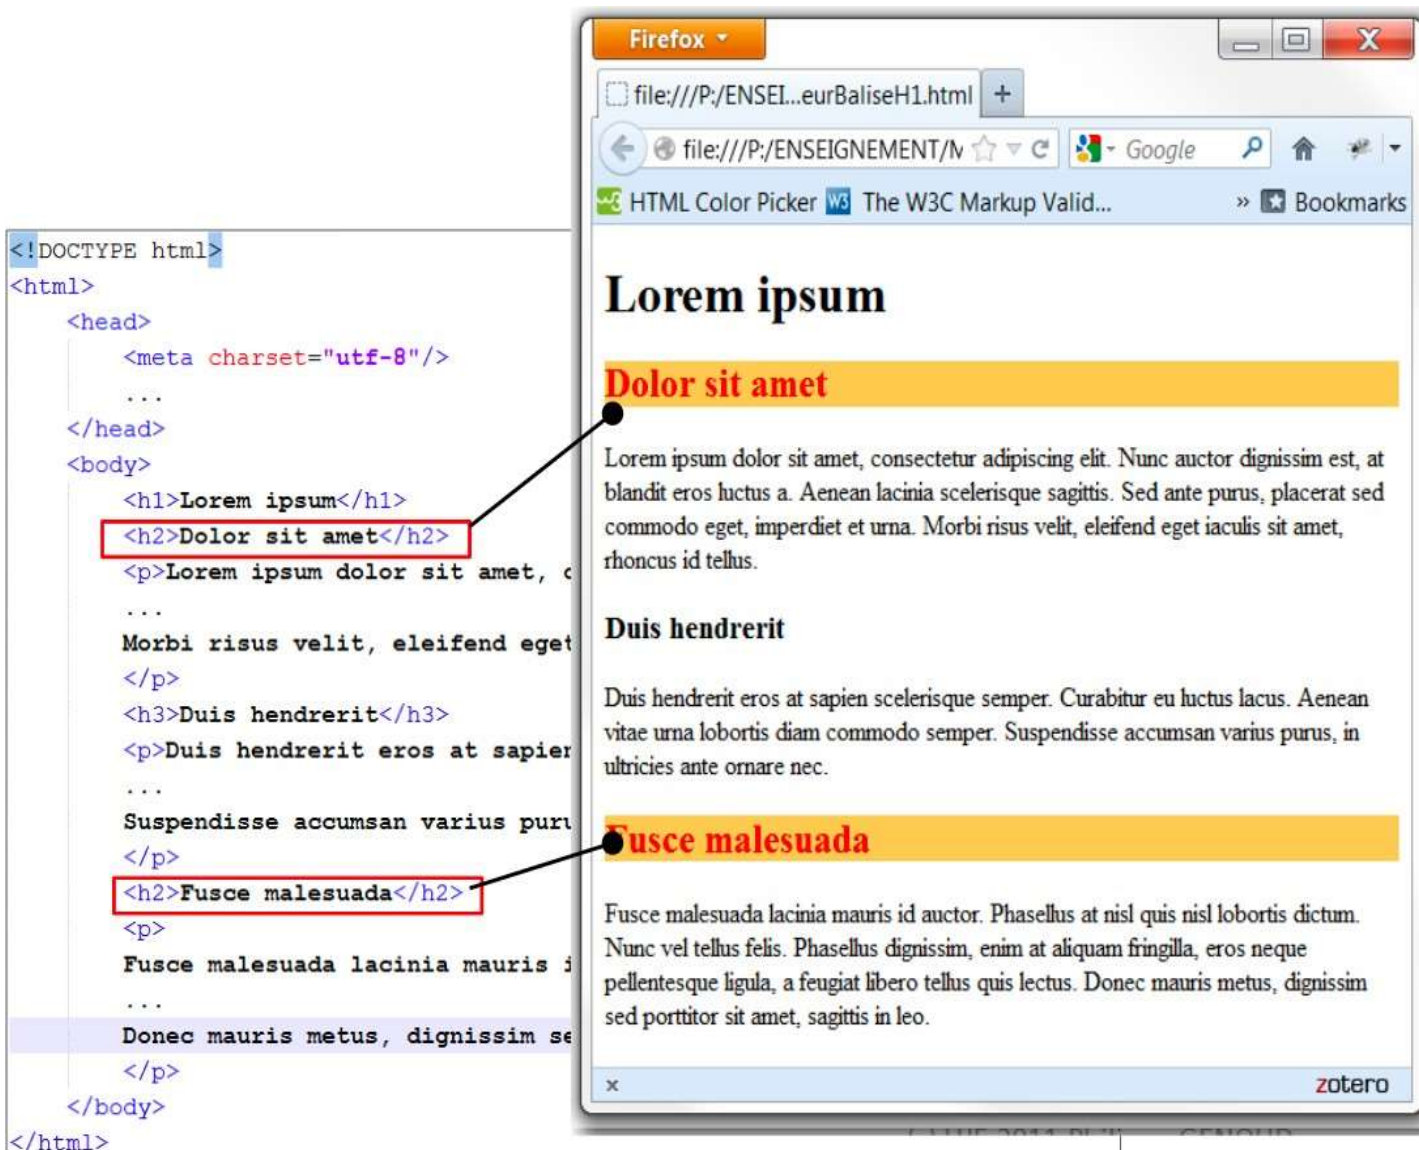 <!DOCTYPE html>
<html>
<head>
<meta charset="utf-8"/>
...
</head>
<body>
<h1>Lorem ipsum</h1>
<h2>Dolor sit amet</h2>
<p>Lorem ipsum dolor sit amet,
...
Morbi risus velit, eleifend eget
</p>
<h3>Duis hendrerit</h3>
<p>Duis hendrerit eros at sapien
...
Suspendisse accumsan varius puru
</p>
<h2>Fusce malesuada</h2>
<p>
Fusce malesuada lacinia mauris i
...
Donec mauris metus, dignissim se
</p>
</body>
</html>
Firefox
file:///P:/ENSEI...eurBaliseH1.html +
file:///P:/ENSEIGNEMENT/M Google
HTML Color Picker W3 The W3C Markup Valid... » Bookmarks
Lorem ipsum
Dolor sit amet
Lorem ipsum dolor sit amet, consectetur adipiscing elit. Nunc auctor dignissim est, at
blandit eros luctus a. Aenean lacinia scelerisque sagittis. Sed ante purus, placerat sed
commodo eget, imperdiet et urna. Morbi risus velit, eleifend eget iaculis sit amet,
rhoncus id tellus.
Duis hendrerit
Duis hendrerit eros at sapien scelerisque semper. Curabitur eu luctus lacus. Aenean
vitae urna lobortis diam commodo semper. Suspendisse accumsan varius purus, in
ultricies ante ornare nec.
Fusce malesuada
Fusce malesuada lacinia mauris id auctor. Phasellus at nisl quis nisl lobortis dictum.
Nunc vel tellus felis. Phasellus dignissim, enim at aliquam fringilla, eros neque
pellentesque ligula, a feugiat libero tellus quis lectus. Donec mauris metus, dignissim
sed porttitor sit amet, sagittis in leo.
x zotero